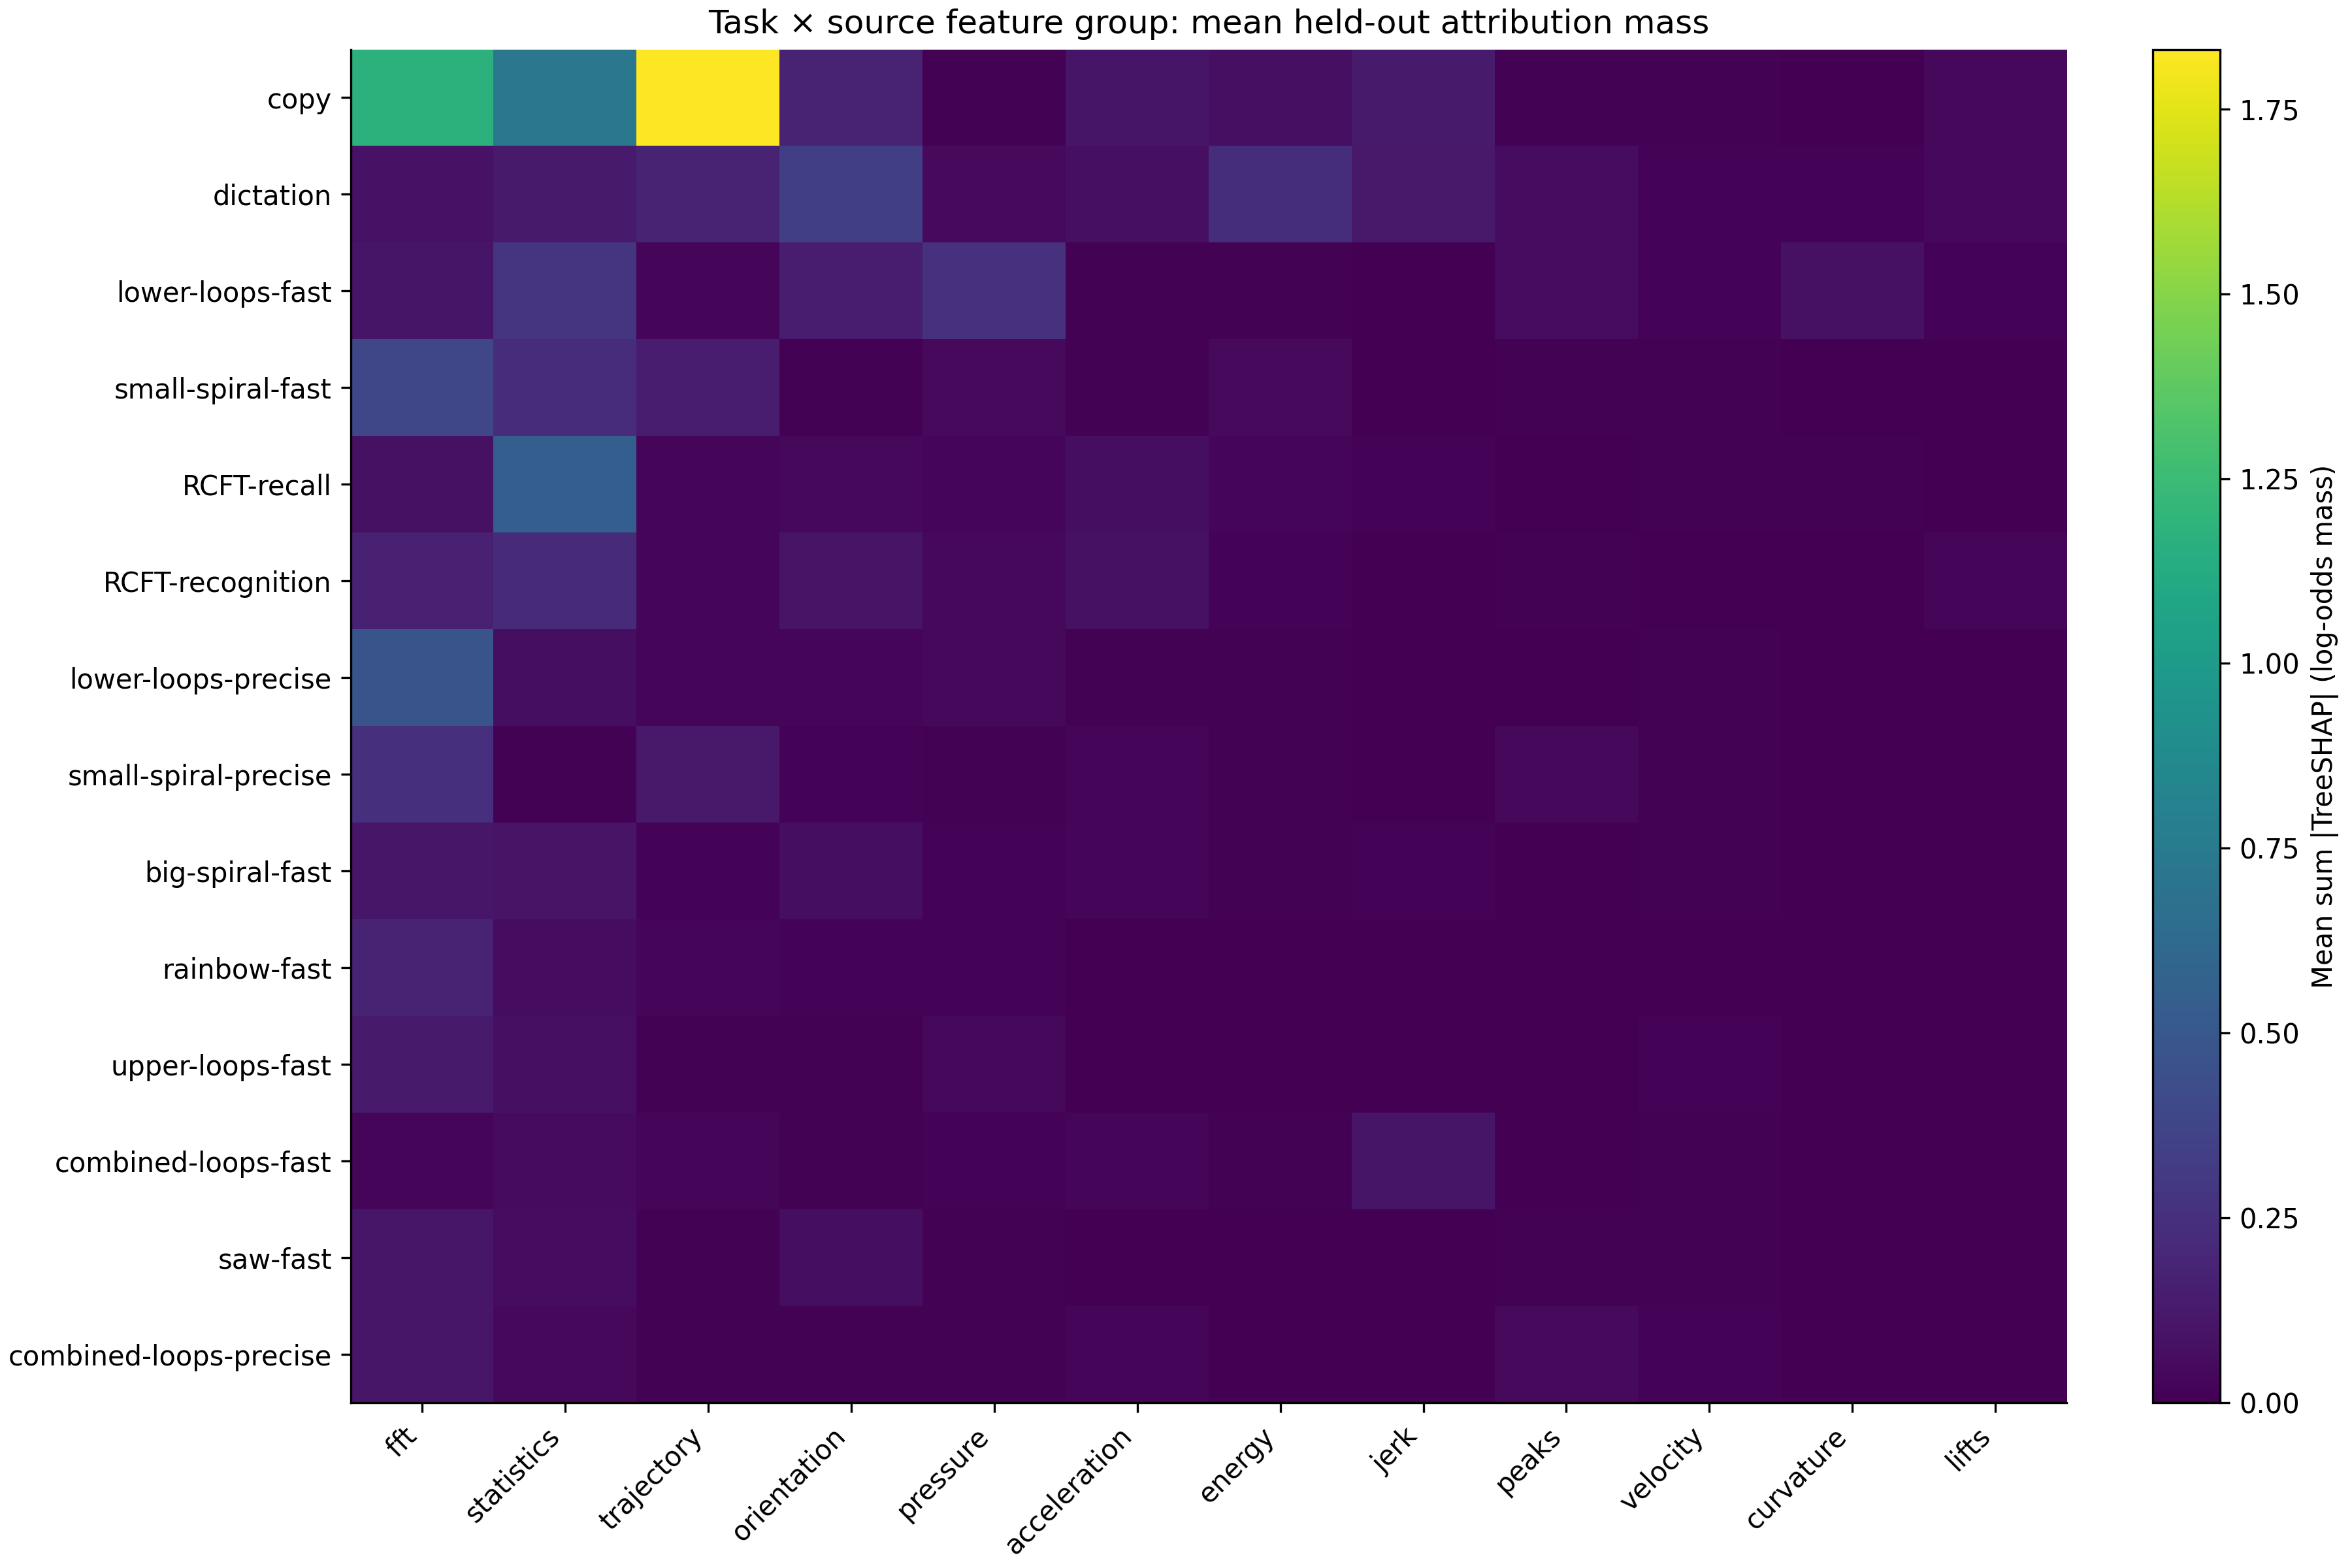 Task × source feature group: mean held-out attribution mass
copy
dictation
lower-loops-fast
small-spiral-fast
RCFT-recall
RCFT-recognition
lower-loops-precise
small-spiral-precise
big-spiral-fast
rainbow-fast
upper-loops-fast
combined-loops-fast
saw-fast
combined-loops-precise
fft
statistics
trajectory
orientation
pressure
acceleration
energy
jerk
peaks
velocity
curvature
lifts
1.75
1.50
1.25
1.00
0.75
0.50
0.25
0.00
Mean sum |TreeSHAP| (log-odds mass)